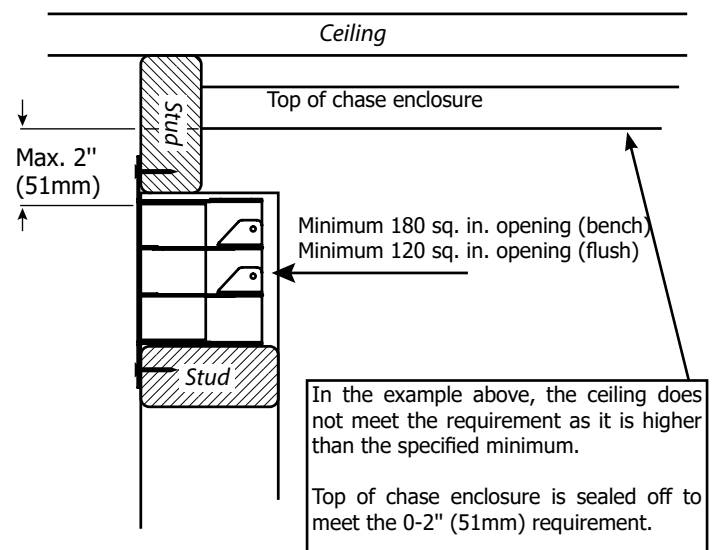 Ceiling
Stud
Top of chase enclosure
Max. 2"
(51mm)
Minimum 180 sq. in. opening (bench)
Minimum 120 sq. in. opening (flush)
Stud
In the example above, the ceiling does
not meet the requirement as it is higher
than the specified minimum.
Top of chase enclosure is sealed off to
meet the 0-2" (51mm) requirement.